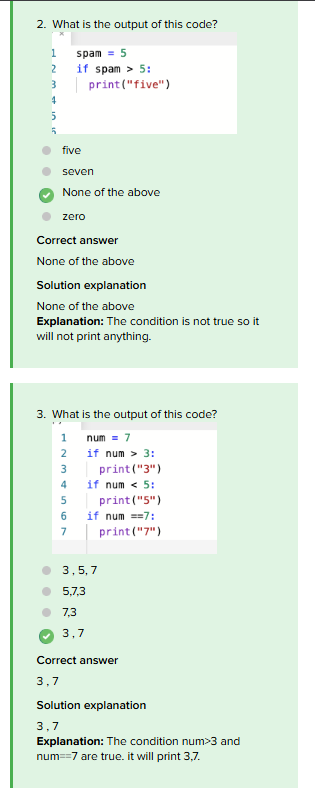 2. What is the output of this code?
1 spam = 5
2 if spam > 5:
3 print("five")
4
5
6
five
seven
None of the above
zero
Correct answer
None of the above
Solution explanation
None of the above
Explanation: The condition is not true so it
will not print anything.
3. What is the output of this code?
1 num = 7
2 if num > 3:
3 print("3")
4 if num < 5:
5 print("5")
6 if num ==7:
7 print("7")
3 , 5, 7
5,7,3
7,3
3 , 7
Correct answer
3 , 7
Solution explanation
3 , 7
Explanation: The condition num>3 and
num==7 are true. it will print 3,7.